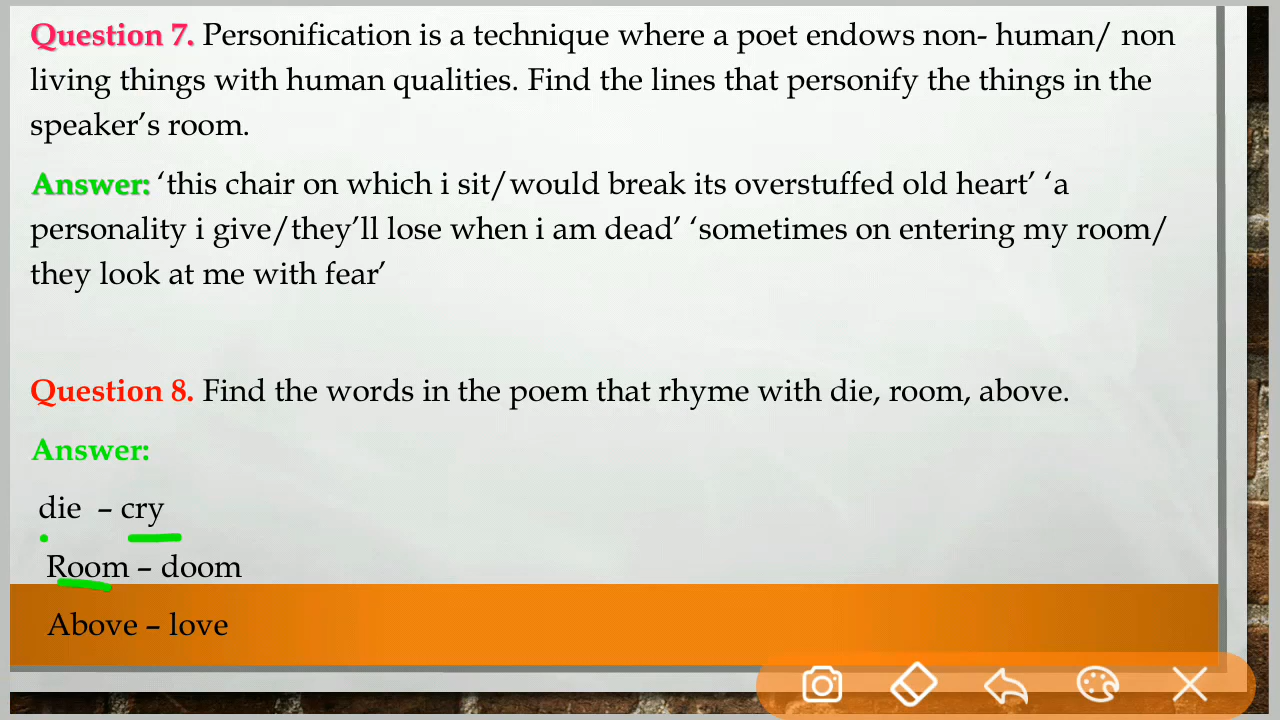 Question 7. Personification is a technique where a poet endows non- human/ non
living things with human qualities. Find the lines that personify the things in the
speaker’s room.
Answer: ‘this chair on which i sit/would break its overstuffed old heart’ ‘a
personality i give/they’ll lose when i am dead’ ‘sometimes on entering my room/
they look at me with fear’
Question 8. Find the words in the poem that rhyme with die, room, above.
Answer:
die – cry
Room – doom
Above – love